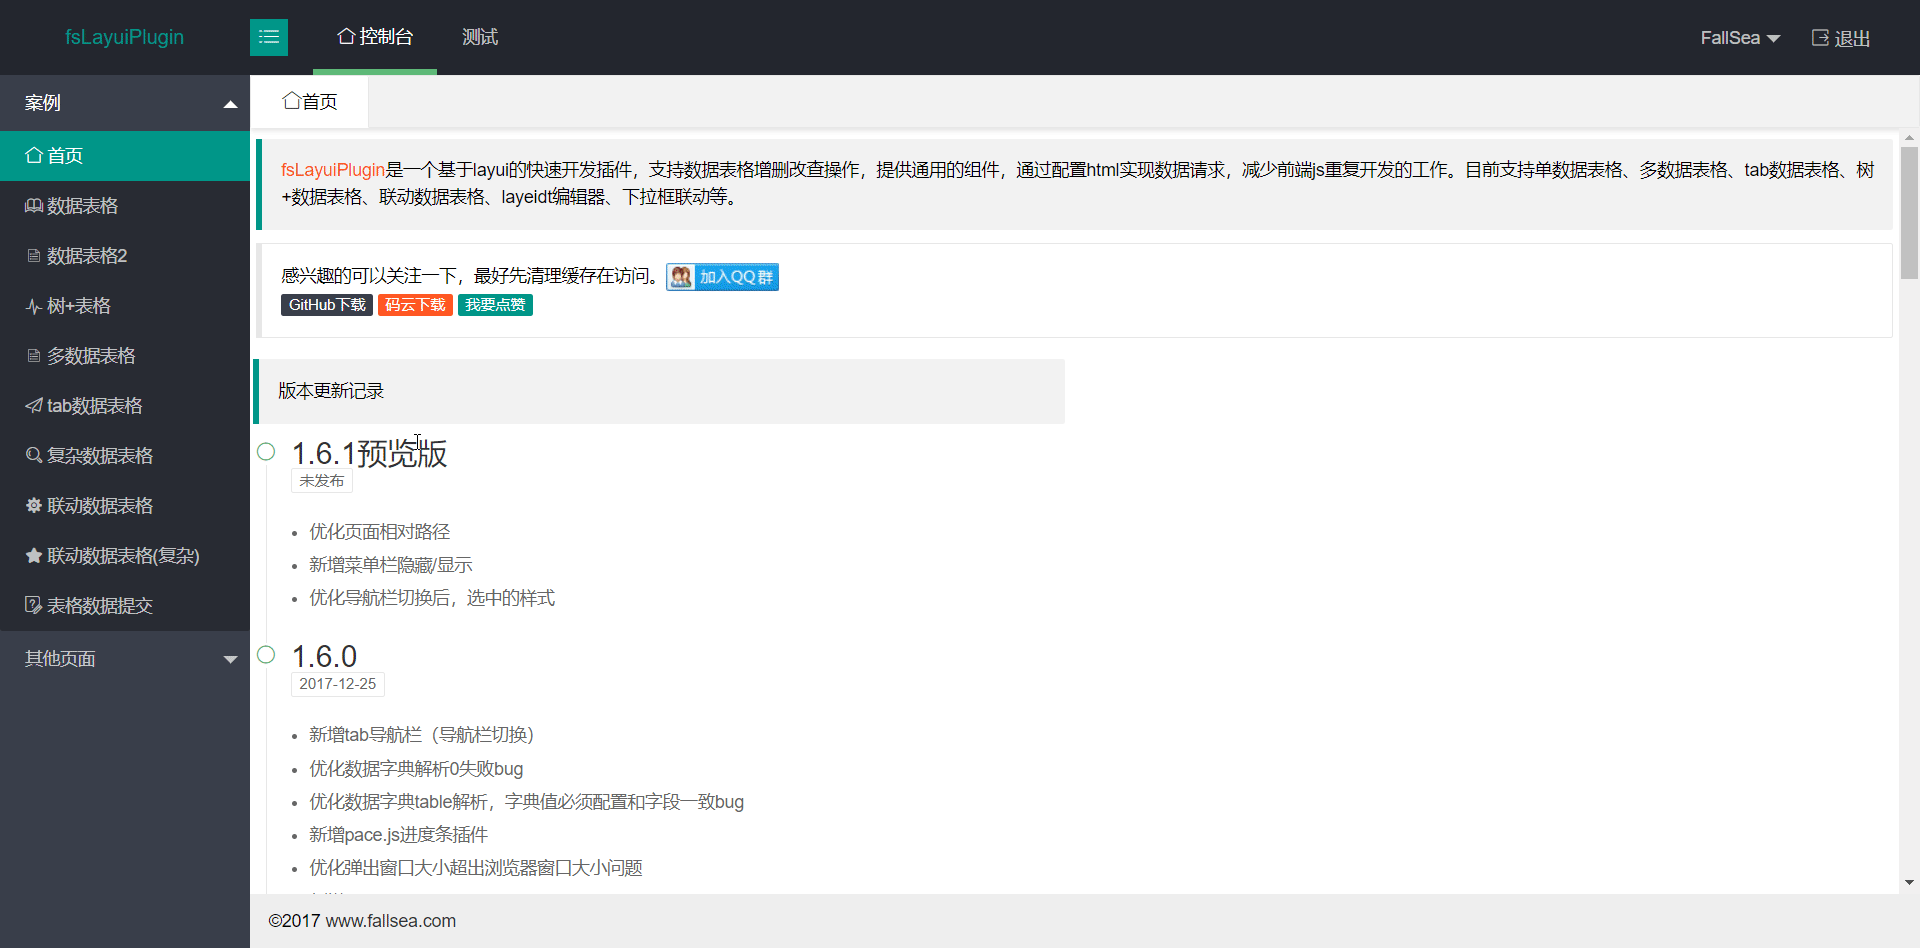 fsLayuiPlugin
控制台
测试
FallSea
退出
案例
首页
数据表格
数据表格2
树+表格
多数据表格
tab数据表格
复杂数据表格
联动数据表格
联动数据表格(复杂)
表格数据提交
其他页面
首页
fsLayuiPlugin是一个基于layui的快速开发插件，支持数据表格增删改查操作，提供通用的组件，通过配置html实现数据请求，减少前端js重复开发的工作。目前支持单数据表格、多数据表格、tab数据表格、树
+数据表格、联动数据表格、layeidt编辑器、下拉框联动等。
感兴趣的可以关注一下，最好先清理缓存在访问。 加入QQ群
GitHub下载 码云下载 我要点赞
版本更新记录
1.6.1预览版
未发布
优化页面相对路径
新增菜单栏隐藏/显示
优化导航栏切换后，选中的样式
1.6.0
2017-12-25
新增tab导航栏（导航栏切换）
优化数据字典解析0失败bug
优化数据字典table解析，字典值必须配置和字段一致bug
新增pace.js进度条插件
优化弹出窗口大小超出浏览器窗口大小问题
©2017 www.fallsea.com